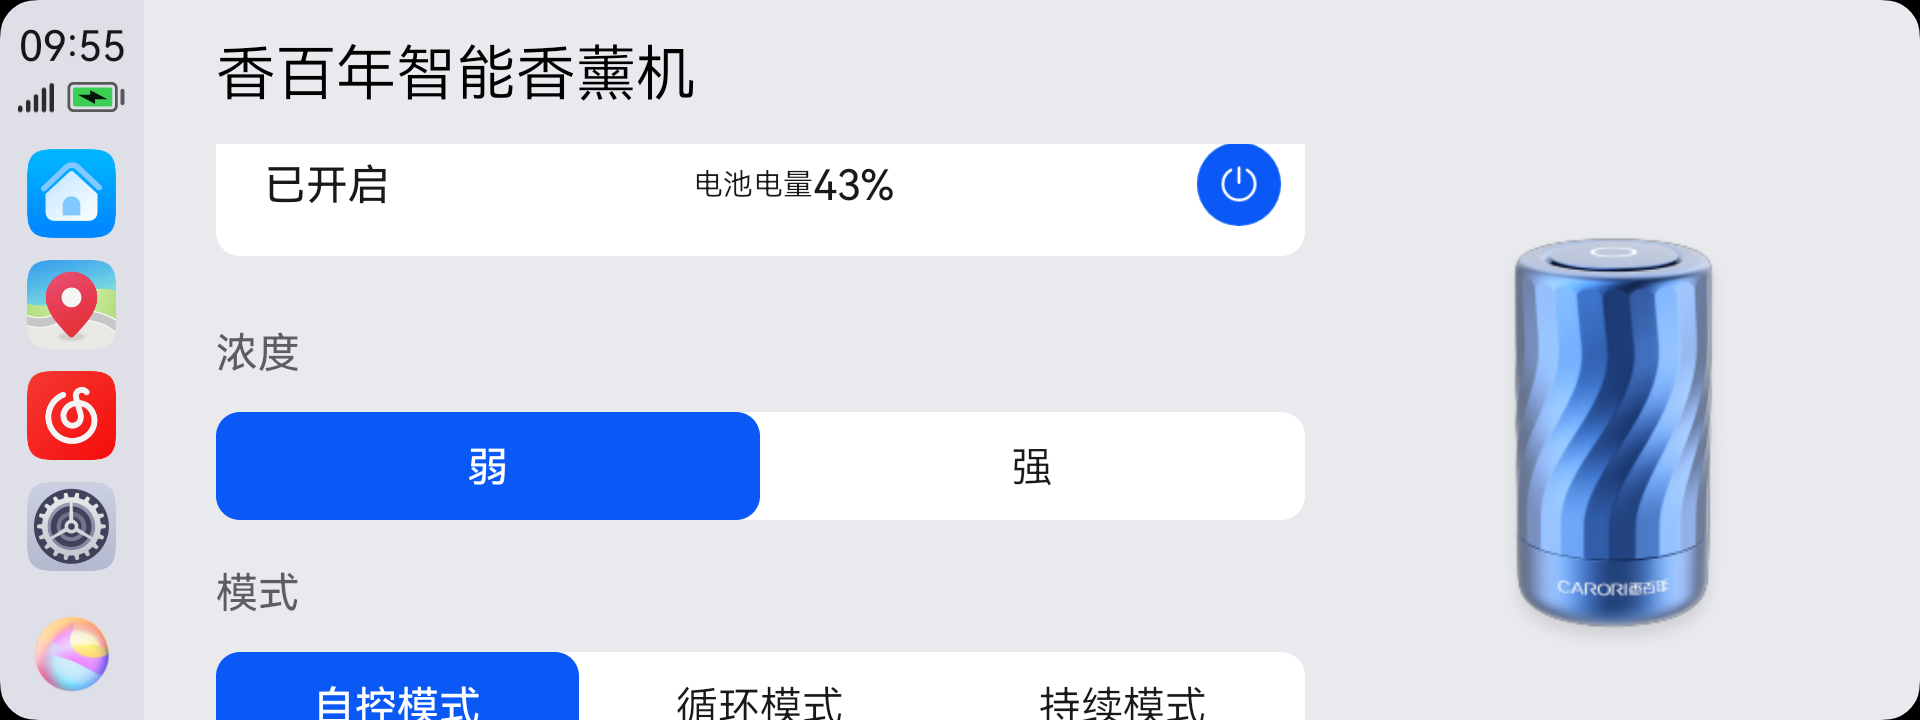 09:55
香百年智能香薰机
已开启
电池电量43%
浓度
弱
强
模式
自控模式
循环模式
持续模式
CARORI香百年